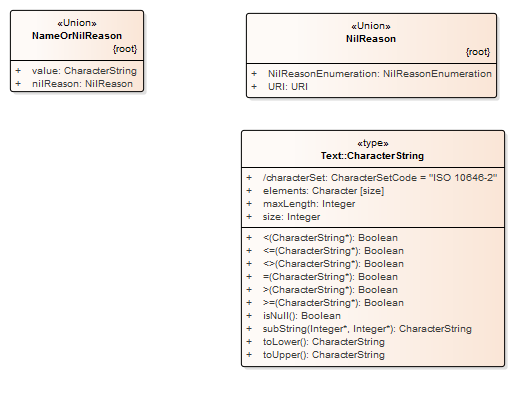 «Union»
NameOrNilReason
{root}
+ value: CharacterString
+ nilReason: NilReason
«Union»
NilReason
{root}
+ NilReasonEnumeration: NilReasonEnumeration
+ URI: URI
«type»
Text::CharacterString
+ /characterSet: CharacterSetCode = "ISO 10646-2"
+ elements: Character [size]
+ maxLength: Integer
+ size: Integer
+ <(CharacterString*): Boolean
+ <=(CharacterString*): Boolean
+ <>(CharacterString*): Boolean
+ =(CharacterString*): Boolean
+ >(CharacterString*): Boolean
+ >=(CharacterString*): Boolean
+ isNull(): Boolean
+ subString(Integer*, Integer*): CharacterString
+ toLower(): CharacterString
+ toUpper(): CharacterString